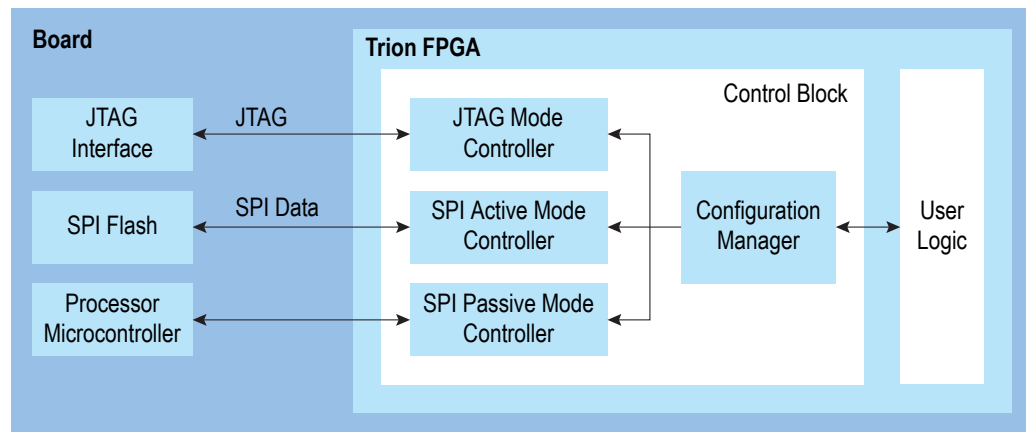 Board
Trion FPGA
Control Block
JTAG
Interface
JTAG
JTAG Mode
Controller
SPI Flash
SPI Data
SPI Active Mode
Controller
Configuration
Manager
User
Logic
Processor
Microcontroller
SPI Passive Mode
Controller